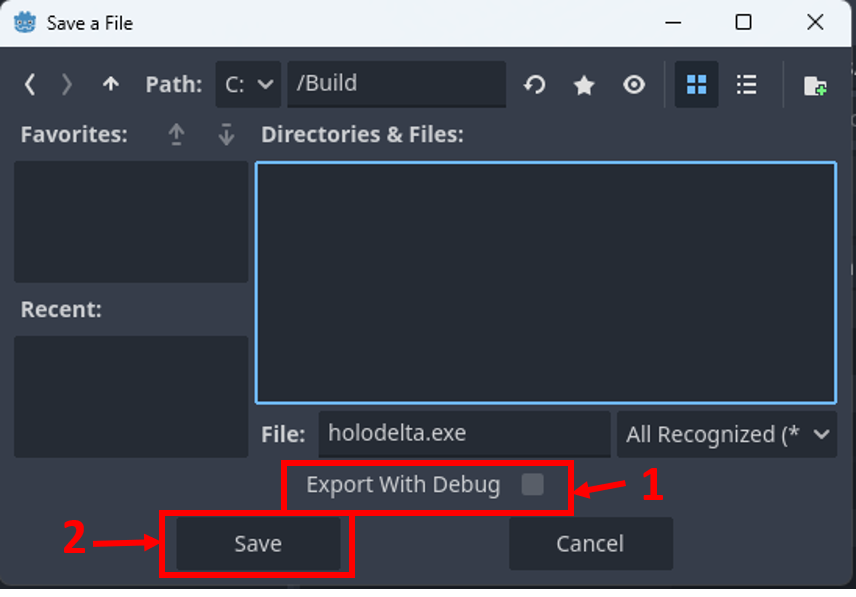 Save a File
Path: C: /Build
Favorites:
Directories & Files:
Recent:
File: holodelta.exe All Recognized (*
Export With Debug
1
2
Save
Cancel